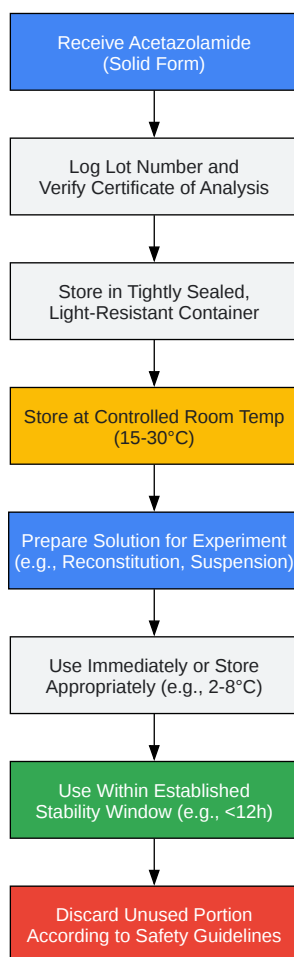 Receive Acetazolamide
(Solid Form)
Log Lot Number and
Verify Certificate of Analysis
Store in Tightly Sealed,
Light-Resistant Container
Store at Controlled Room Temp
(15-30°C)
Prepare Solution for Experiment
(e.g., Reconstitution, Suspension)
Use Immediately or Store
Appropriately (e.g., 2-8°C)
Use Within Established
Stability Window (e.g., <12h)
Discard Unused Portion
According to Safety Guidelines